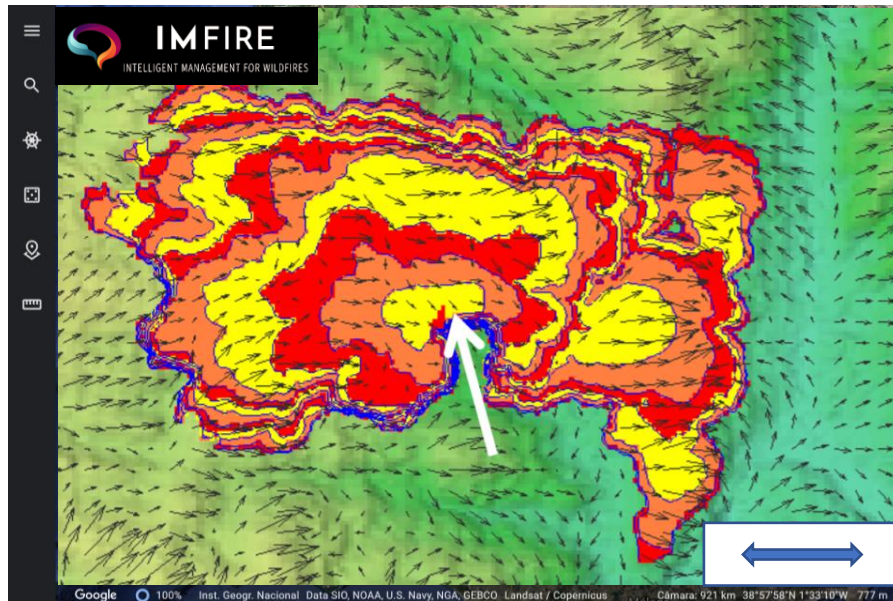 IMFIRE
INTELLIGENT MANAGEMENT FOR WILDFIRES
Google 100% Inst. Geogr. Nacional Data SIO, NOAA, U.S. Navy, NGA, GEBCO Landsat / Copernicus Câmara: 921 km 38°57'58"N 1°33'10"W 777 m